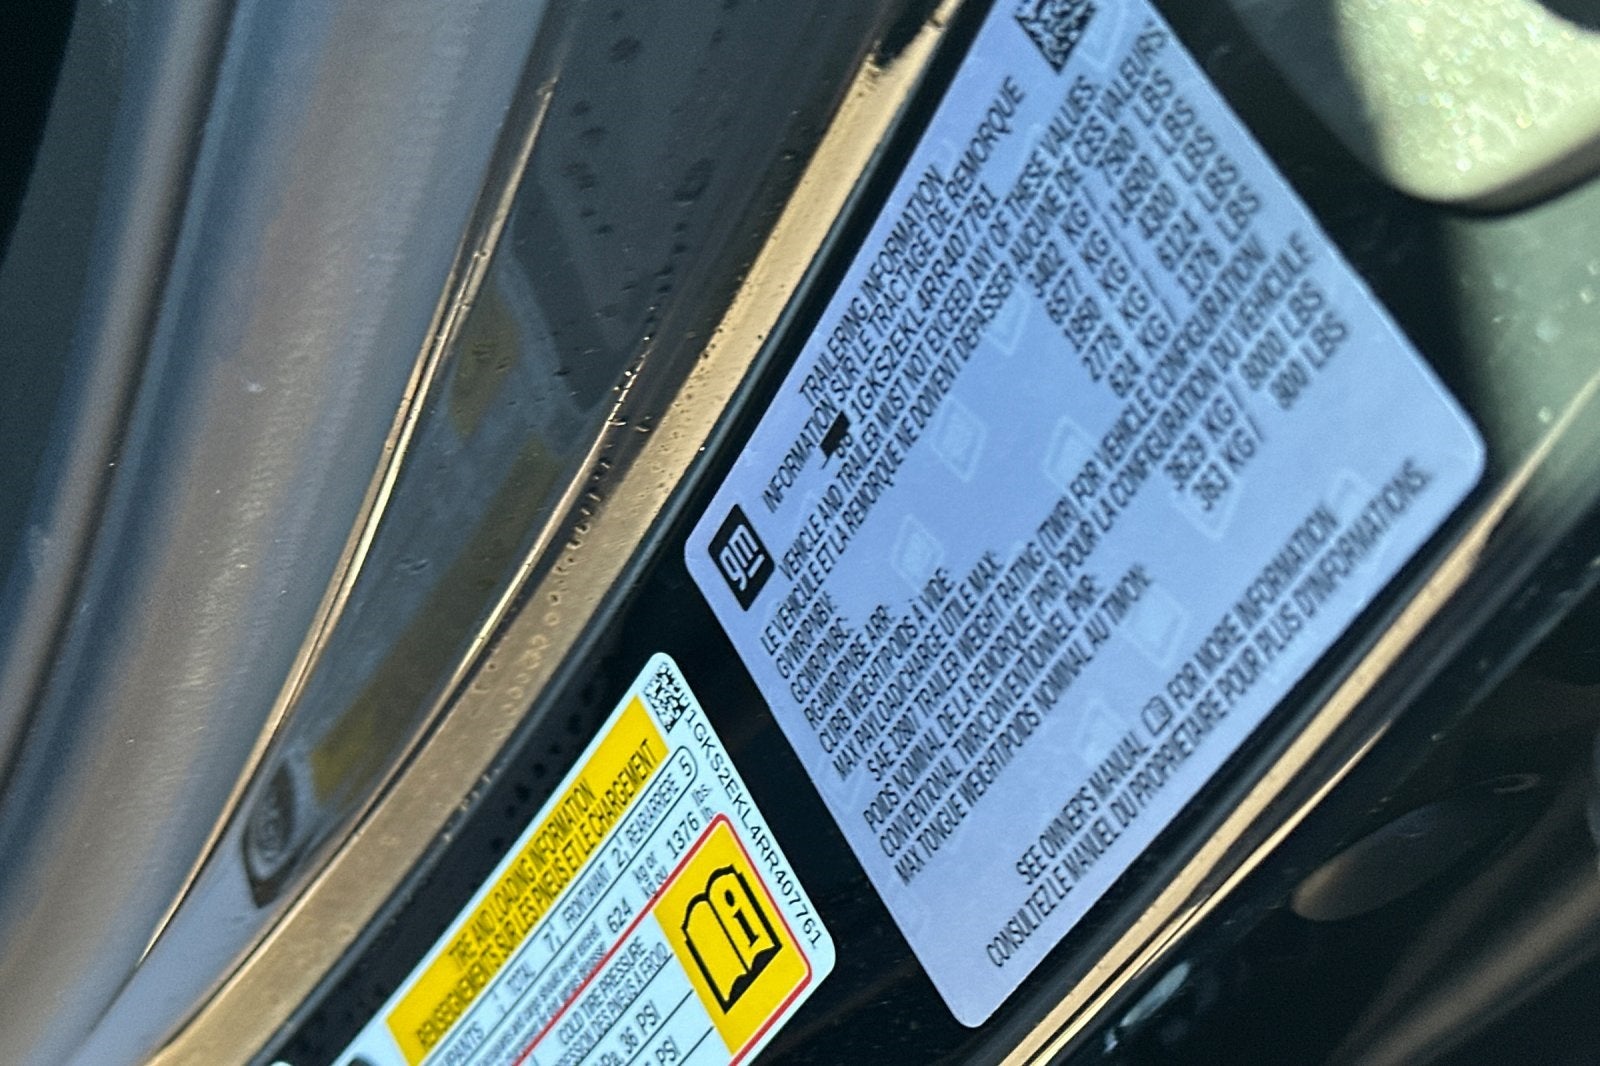 gm
TRAILERING INFORMATION
INFORMATION SUR LE TRACTAGE DE REMORQUE
1GKS2EKL4RR407761
VEHICLE AND TRAILER MUST NOT EXCEED ANY OF THESE VALUES.
LE VÉHICULE ET LA REMORQUE NE DOIVENT DÉPASSER AUCUNE DE CES VALEURS.
GVWR/PNBV: 3402 KG/ 7500 LBS
GCWR/PNBC: KG/ LBS
RGAWR/PNBE ARR: KG/ LBS
CURB WEIGHT/POIDS À VIDE: KG/ 6124 LBS
MAX PAYLOAD/CHARGE UTILE MAX: 624 KG/ 1376 LBS
SAE J2807 TRAILER WEIGHT RATING (TWR) FOR VEHICLE CONFIGURATION
POIDS NOMINAL DE LA REMORQUE (PNR) POUR LA CONFIGURATION DU VÉHICULE
CONVENTIONAL TWR/CONVENTIONNEL PNR: 3629 KG/ 8000 LBS
MAX TONGUE WEIGHT/POIDS NOMINAL AU TIMON: 363 KG/ 800 LBS
SEE OWNER'S MANUAL FOR MORE INFORMATION
CONSULTEZ LE MANUEL DU PROPRIÉTAIRE POUR PLUS D'INFORMATIONS.
TIRE AND LOADING INFORMATION
RENSEIGNEMENTS SUR LES PNEUS ET LE CHARGEMENT
TOTAL 7, FRONT/AVANT 2, REAR/ARRIÈRE 5
624 kg or 1376 lbs.
kg ou lb
COLD TIRE PRESSURE
36 PSI
PSI
1GKS2EKL4RR407761